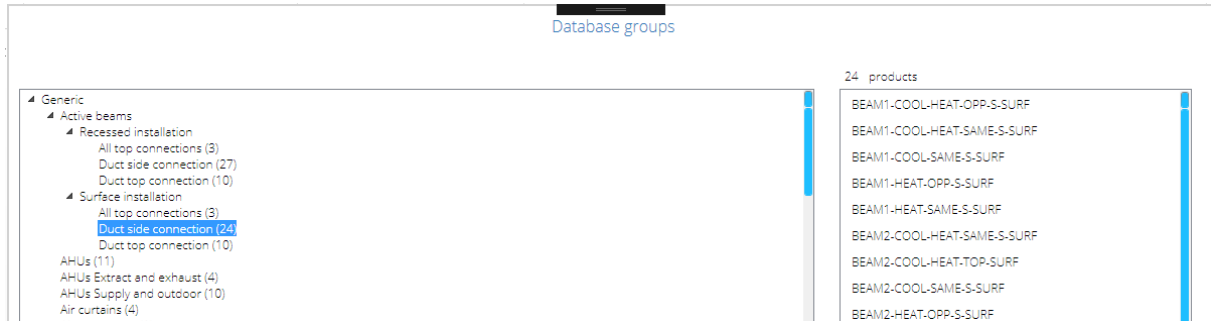 Database groups
24 products
Generic
Active beams
Recessed installation
All top connections (3)
Duct side connection (27)
Duct top connection (10)
Surface installation
All top connections (3)
Duct side connection (24)
Duct top connection (10)
AHUs (11)
AHUs Extract and exhaust (4)
AHUs Supply and outdoor (10)
Air curtains (4)
BEAM1-COOL-HEAT-OPP-S-SURF
BEAM1-COOL-HEAT-SAME-S-SURF
BEAM1-COOL-SAME-S-SURF
BEAM1-HEAT-OPP-S-SURF
BEAM1-HEAT-SAME-S-SURF
BEAM2-COOL-HEAT-SAME-S-SURF
BEAM2-COOL-HEAT-TOP-SURF
BEAM2-COOL-SAME-S-SURF
BEAM2-HEAT-OPP-S-SURF